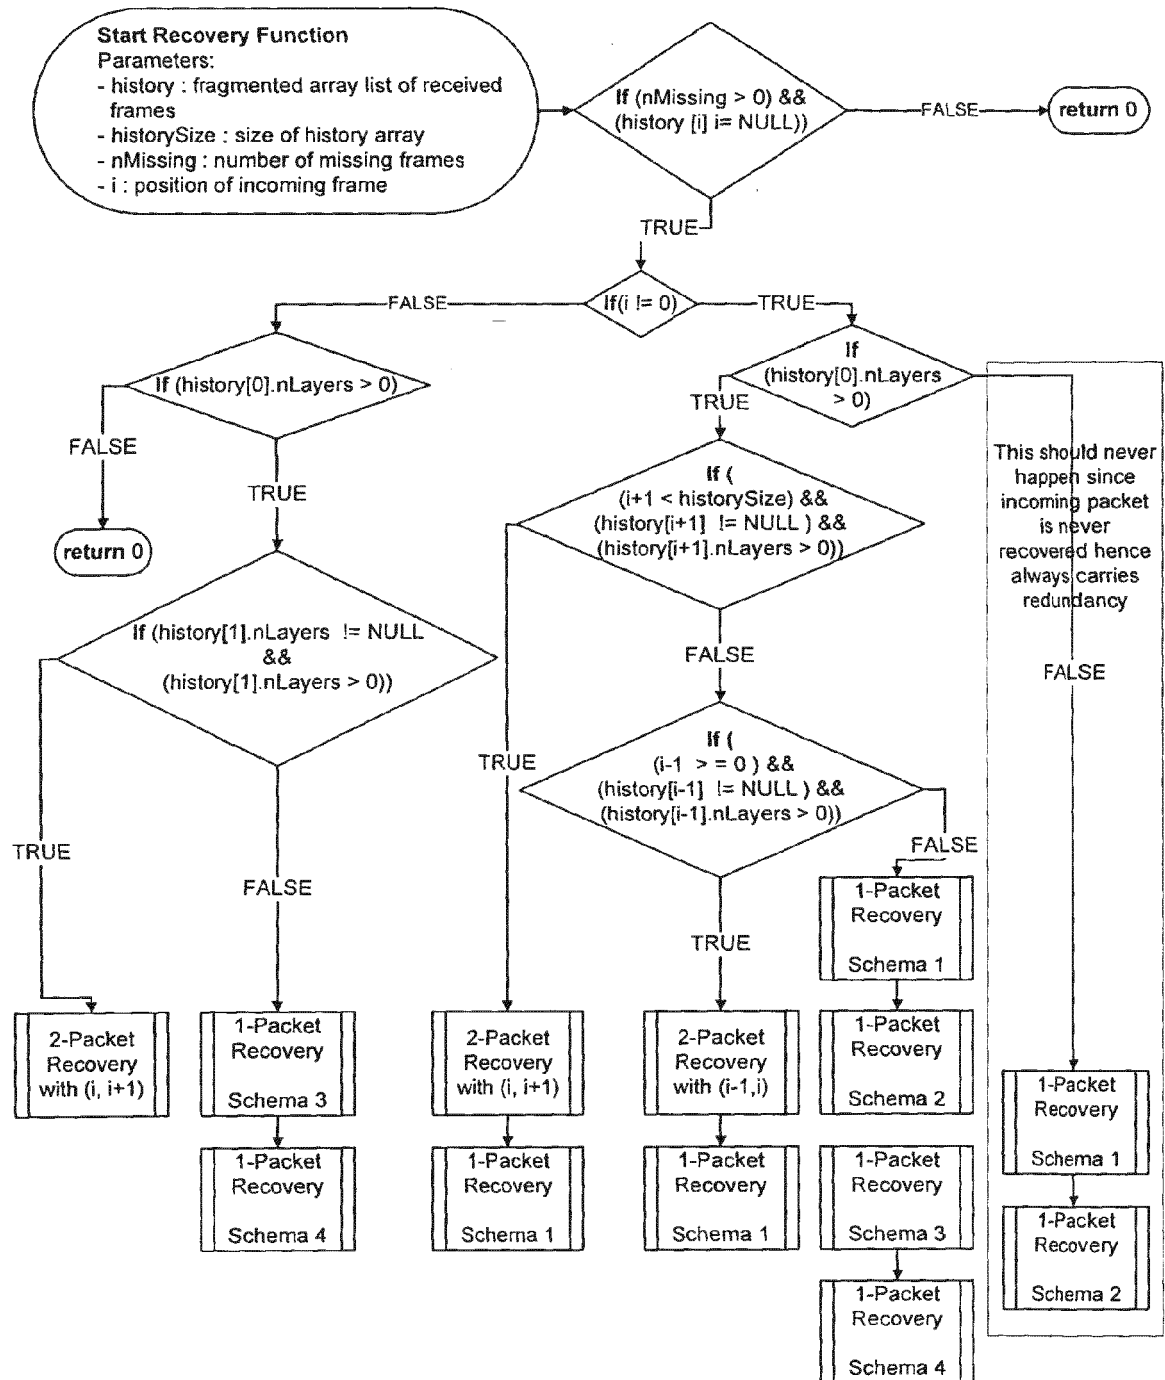 Start Recovery Function
Parameters:
- history : fragmented array list of received
frames
- historySize : size of history array
- nMissing : number of missing frames
- i : position of incoming frame
If (nMissing > 0) &&
(history [i] i= NULL))
FALSE
return 0
TRUE
If(i != 0)
FALSE
TRUE
If (history[0].nLayers > 0)
FALSE
return 0
TRUE
If
(history[0].nLayers
> 0)
TRUE
This should never
happen since
incoming packet
is never
recovered hence
always carries
redundancy
FALSE
If (
(i+1 < historySize) &&
(history[i+1] != NULL ) &&
(history[i+1].nLayers > 0))
If (history[1].nLayers != NULL
&&
(history[1].nLayers > 0))
FALSE
TRUE
If (
(i-1 > = 0 ) &&
(history[i-1] != NULL ) &&
(history[i-1].nLayers > 0))
TRUE
FALSE
FALSE
TRUE
1-Packet
Recovery
Schema 1
2-Packet
Recovery
with (i, i+1)
1-Packet
Recovery
Schema 3
2-Packet
Recovery
with (i, i+1)
2-Packet
Recovery
with (i-1,i)
1-Packet
Recovery
Schema 2
1-Packet
Recovery
Schema 1
1-Packet
Recovery
Schema 4
1-Packet
Recovery
Schema 1
1-Packet
Recovery
Schema 1
1-Packet
Recovery
Schema 3
1-Packet
Recovery
Schema 2
1-Packet
Recovery
Schema 4